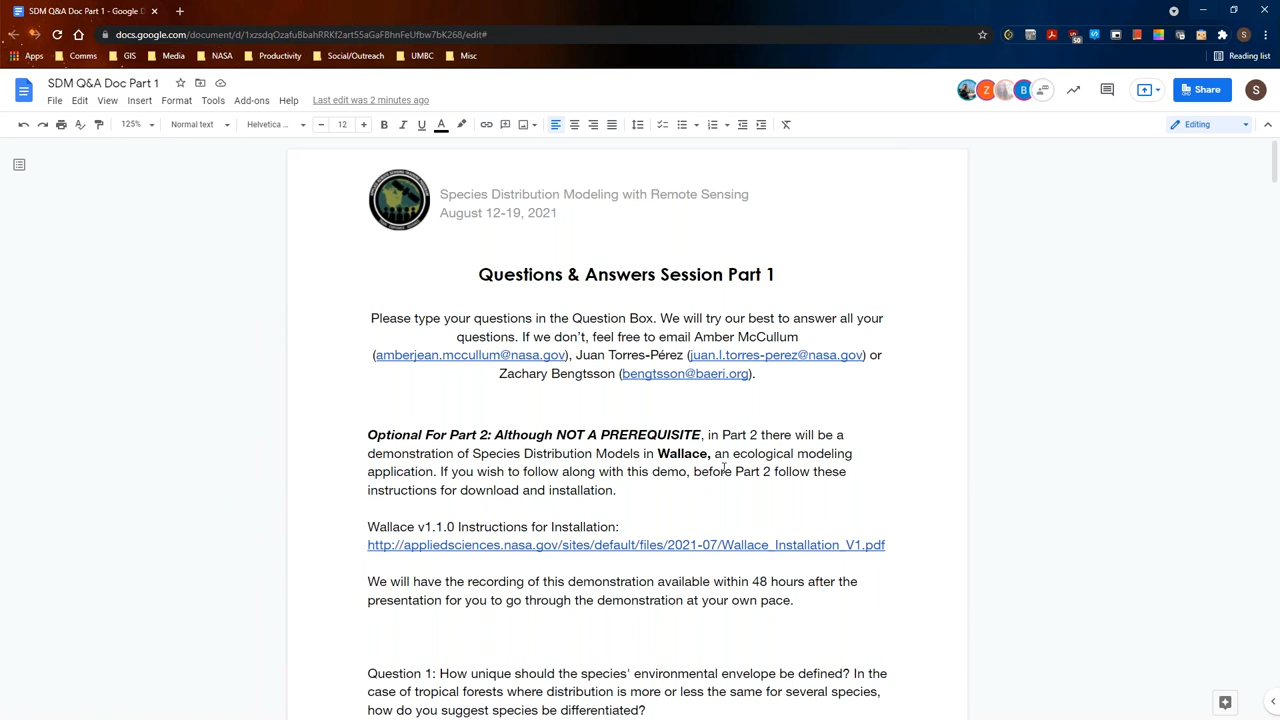 SDM Q&A Doc Part 1 - Google D
docs.google.com/document/d/1xzsdqOzafuBbahRRKf2art55aGaFBhnFeUfbw7bK268/edit#
Apps Comms GIS Media NASA Productivity Social/Outreach UMBC Misc Reading list
SDM Q&A Doc Part 1
File Edit View Insert Format Tools Add-ons Help Last edit was 2 minutes ago
Z B Share S
125% Normal text Helvetica ... 12 B I U A Editing
Species Distribution Modeling with Remote Sensing
August 12-19, 2021
Questions & Answers Session Part 1
Please type your questions in the Question Box. We will try our best to answer all your
questions. If we don't, feel free to email Amber McCullum
(amberjean.mccullum@nasa.gov), Juan Torres-Pérez (juan.l.torres-perez@nasa.gov) or
Zachary Bengtsson (bengtsson@baeri.org).
Optional For Part 2: Although NOT A PREREQUISITE, in Part 2 there will be a
demonstration of Species Distribution Models in Wallace, an ecological modeling
application. If you wish to follow along with this demo, before Part 2 follow these
instructions for download and installation.
Wallace v1.1.0 Instructions for Installation:
http://appliedsciences.nasa.gov/sites/default/files/2021-07/Wallace_Installation_V1.pdf
We will have the recording of this demonstration available within 48 hours after the
presentation for you to go through the demonstration at your own pace.
Question 1: How unique should the species' environmental envelope be defined? In the
case of tropical forests where distribution is more or less the same for several species,
how do you suggest species be differentiated?